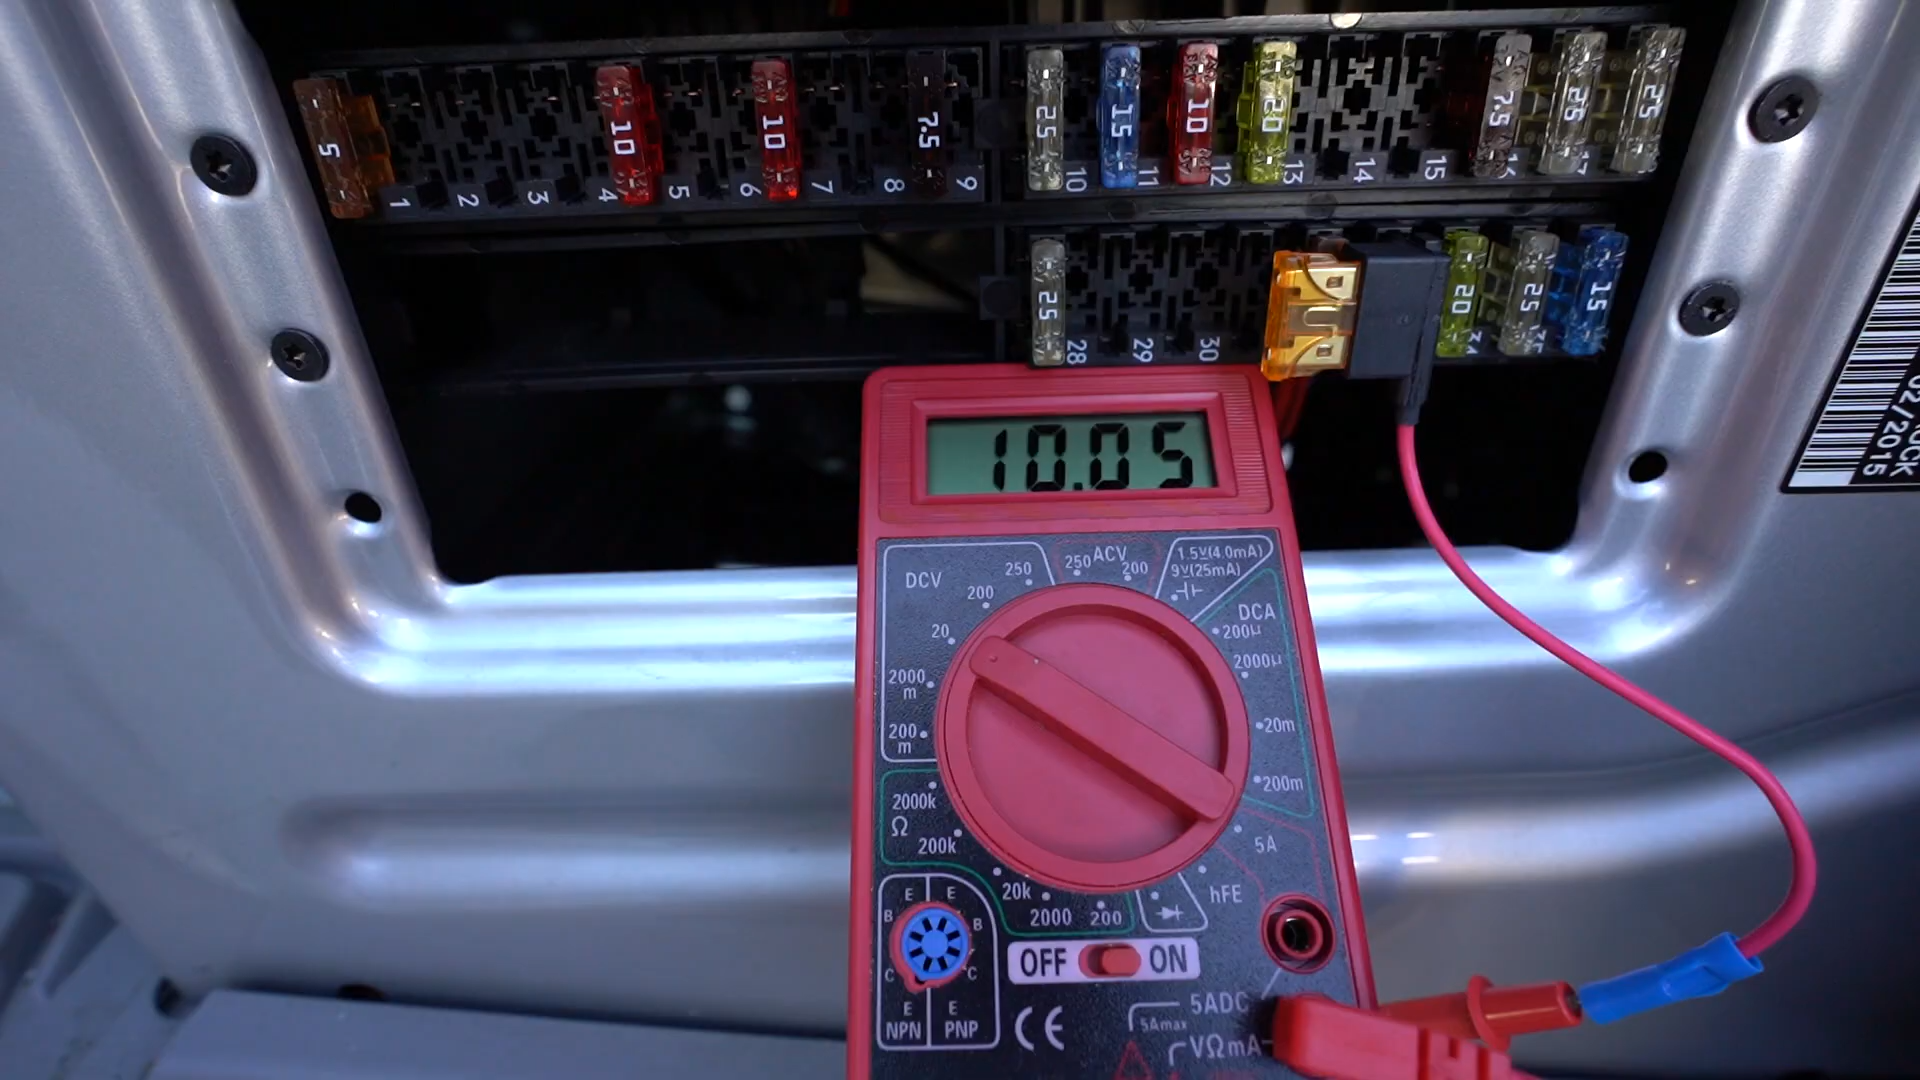 5
10
10
7.5
25
15
10
20
7.5
25
25
1 2 3 4 5 6 7 8 9
10 11 12 13 14 15
25
20
25
15
28 29 30
10.05
DCV
250
200
20
2000
m
200
m
250 ACV
200
1.5V(4.0mA)
9V(25mA)
DCA
200µ
2000µ
20m
200m
5A
hFE
2000k
Ω
200k
20k
2000
200
OFF ON
E E
B B
C C
E E
NPN PNP
CE
5ADC
5Amax
VΩmA
02/2015